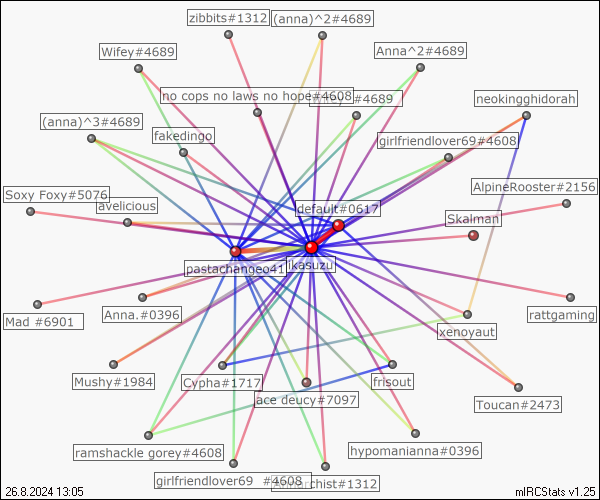 zibbits#1312
(anna)^2#4689
Wifey#4689
Anna^2#4689
no cops no laws no hope#4608
#4689
neokingghidorah
(anna)^3#4689
fakedingo
girlfriendlover69#4608
Soxy Foxy#5076
AlpineRooster#2156
avelicious
default#0617
Skalman
pastachangeo41
ikasuzu
Mad #6901
Anna.#0396
rattgaming
xenoyaut
Mushy#1984
Cypha#1717
frisout
ace deucy#7097
Toucan#2473
ramshackle gorey#4608
hypomanianna#0396
girlfriendlover69 #4608
archist#1312
26.8.2024 13:05
mIRCStats v1.25